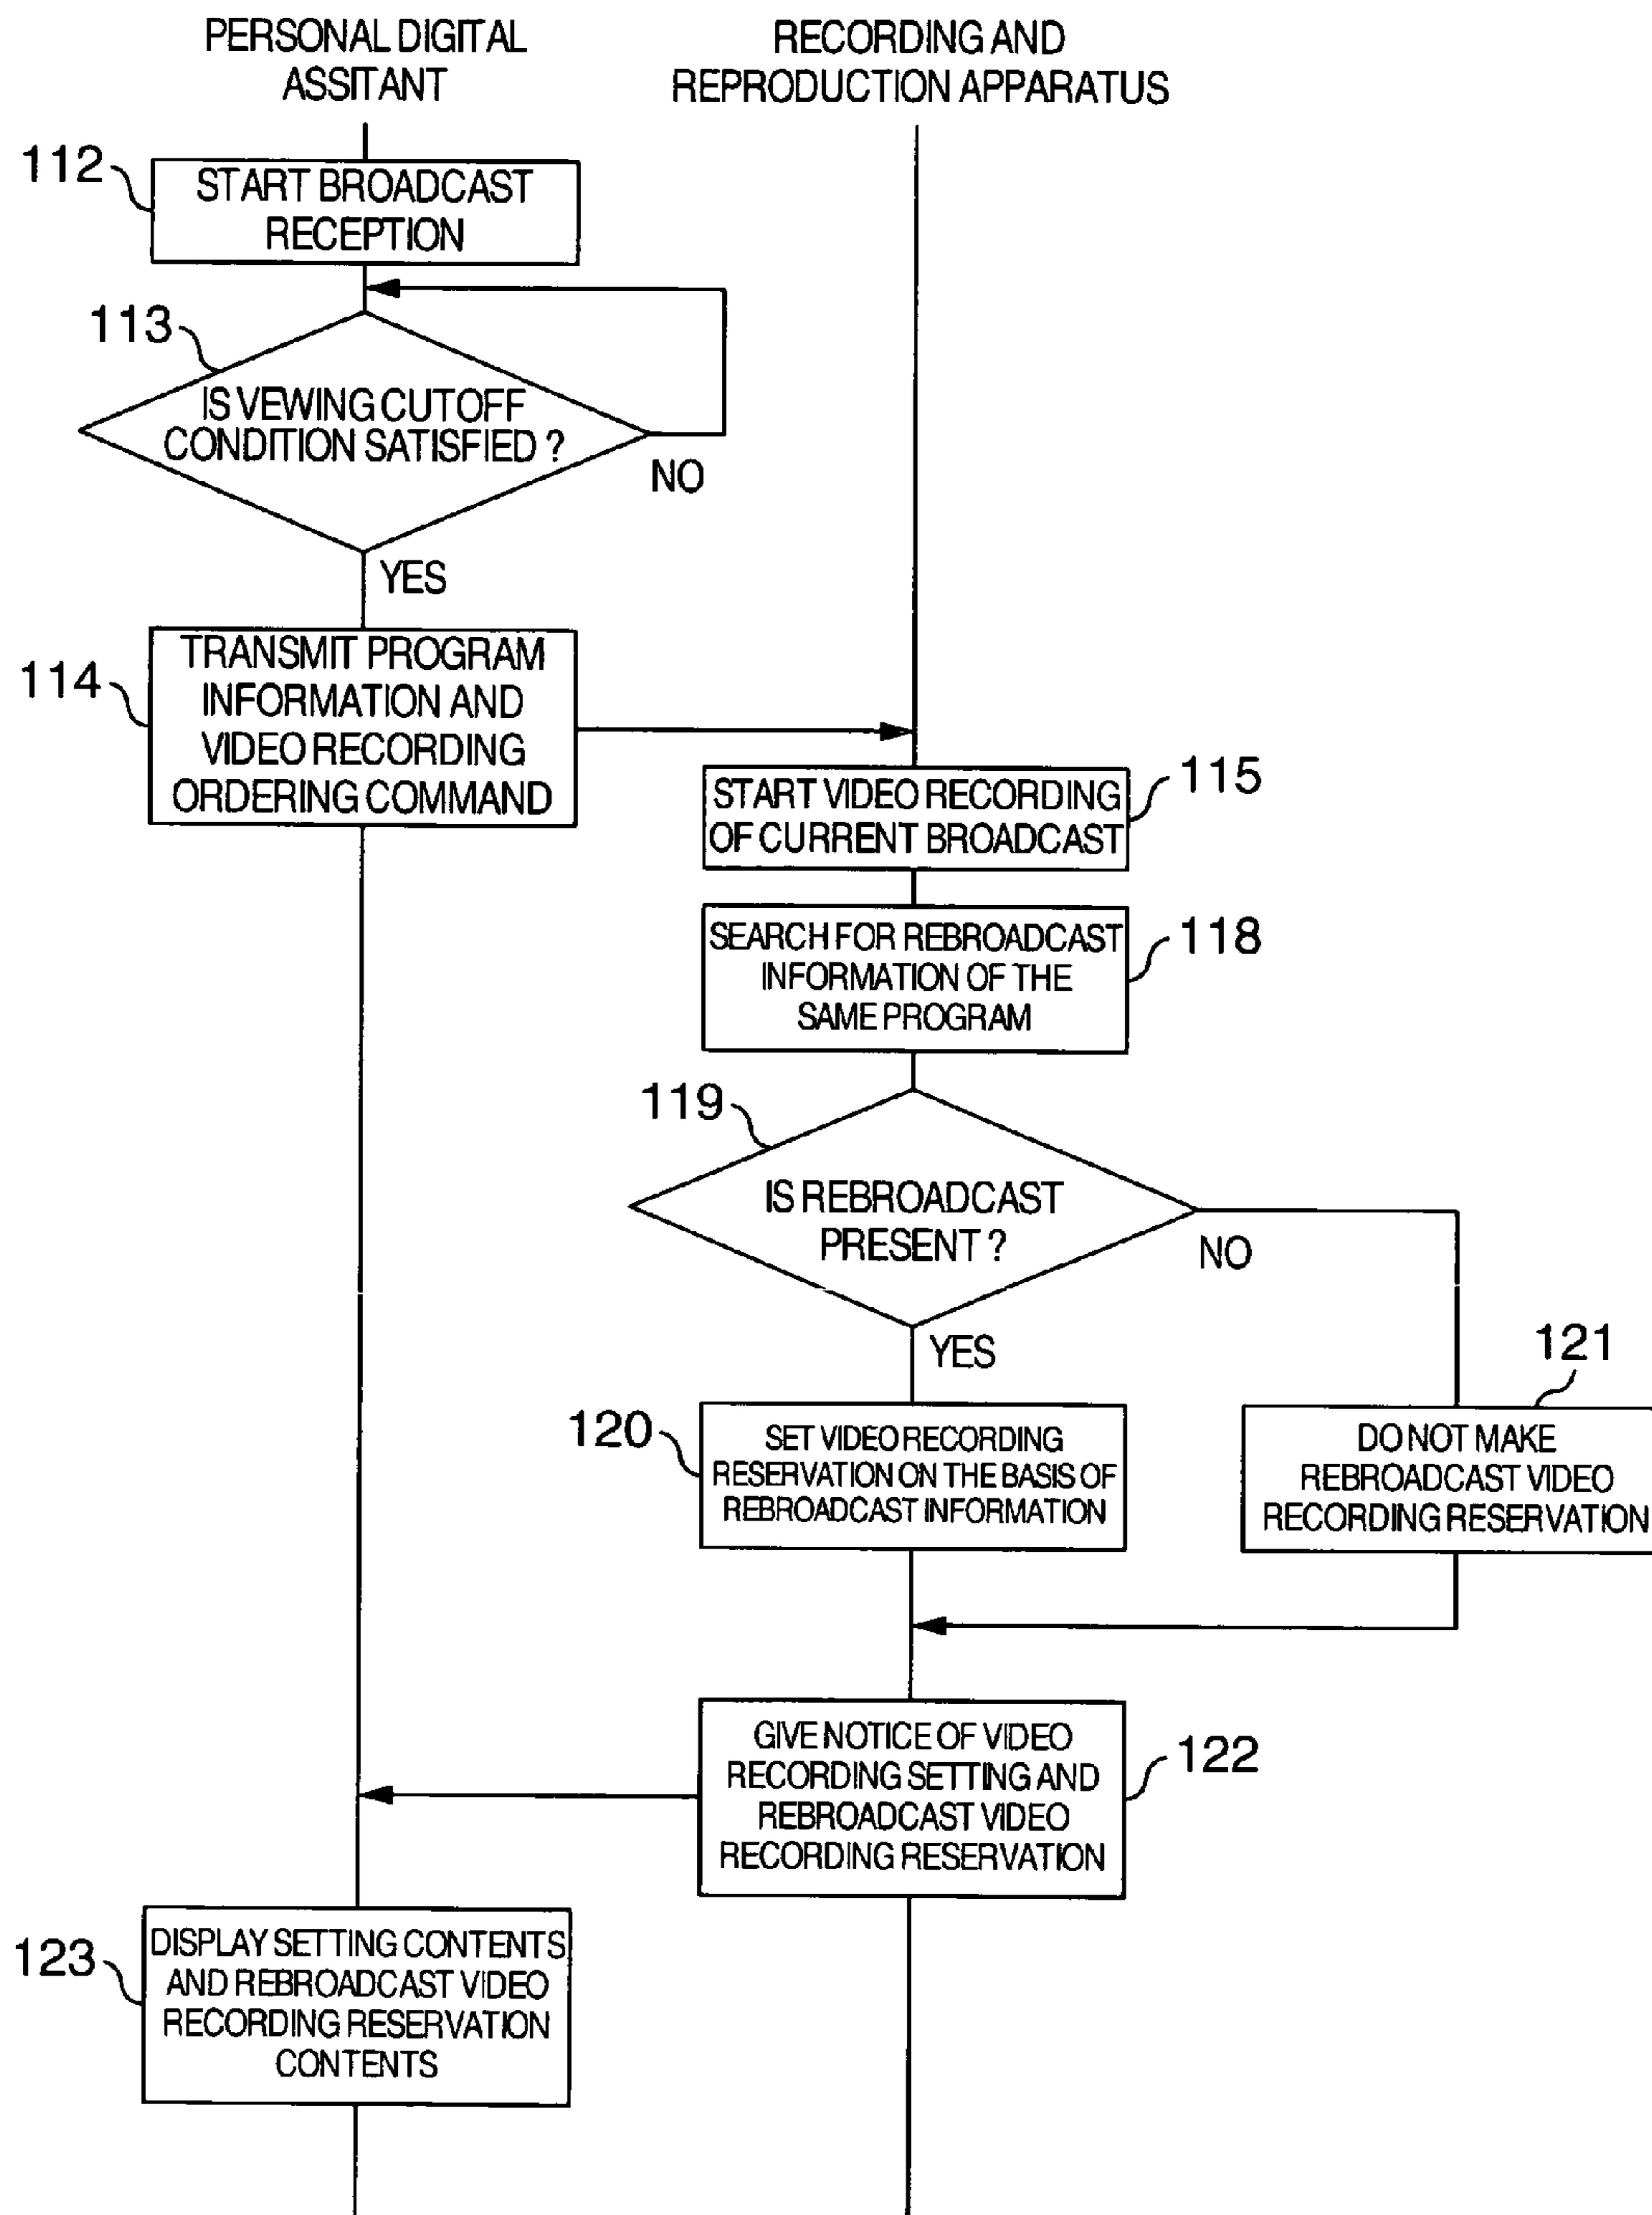 PERSONAL DIGITAL
ASSITANT
RECORDING AND
REPRODUCTION APPARATUS
112
START BROADCAST
RECEPTION
113
IS VEWING CUTOFF
CONDITION SATISFIED ?
NO
YES
114
TRANSMIT PROGRAM
INFORMATION AND
VIDEO RECORDING
ORDERING COMMAND
START VIDEO RECORDING
OF CURRENT BROADCAST
115
SEARCH FOR REBROADCAST
INFORMATION OF THE
SAME PROGRAM
118
119
IS REBROADCAST
PRESENT ?
NO
YES
120
SET VIDEO RECORDING
RESERVATION ON THE BASIS OF
REBROADCAST INFORMATION
121
DO NOT MAKE
REBROADCAST VIDEO
RECORDING RESERVATION
GIVE NOTICE OF VIDEO
RECORDING SETTING AND
REBROADCAST VIDEO
RECORDING RESERVATION
122
123
DISPLAY SETTING CONTENTS
AND REBROADCAST VIDEO
RECORDING RESERVATION
CONTENTS